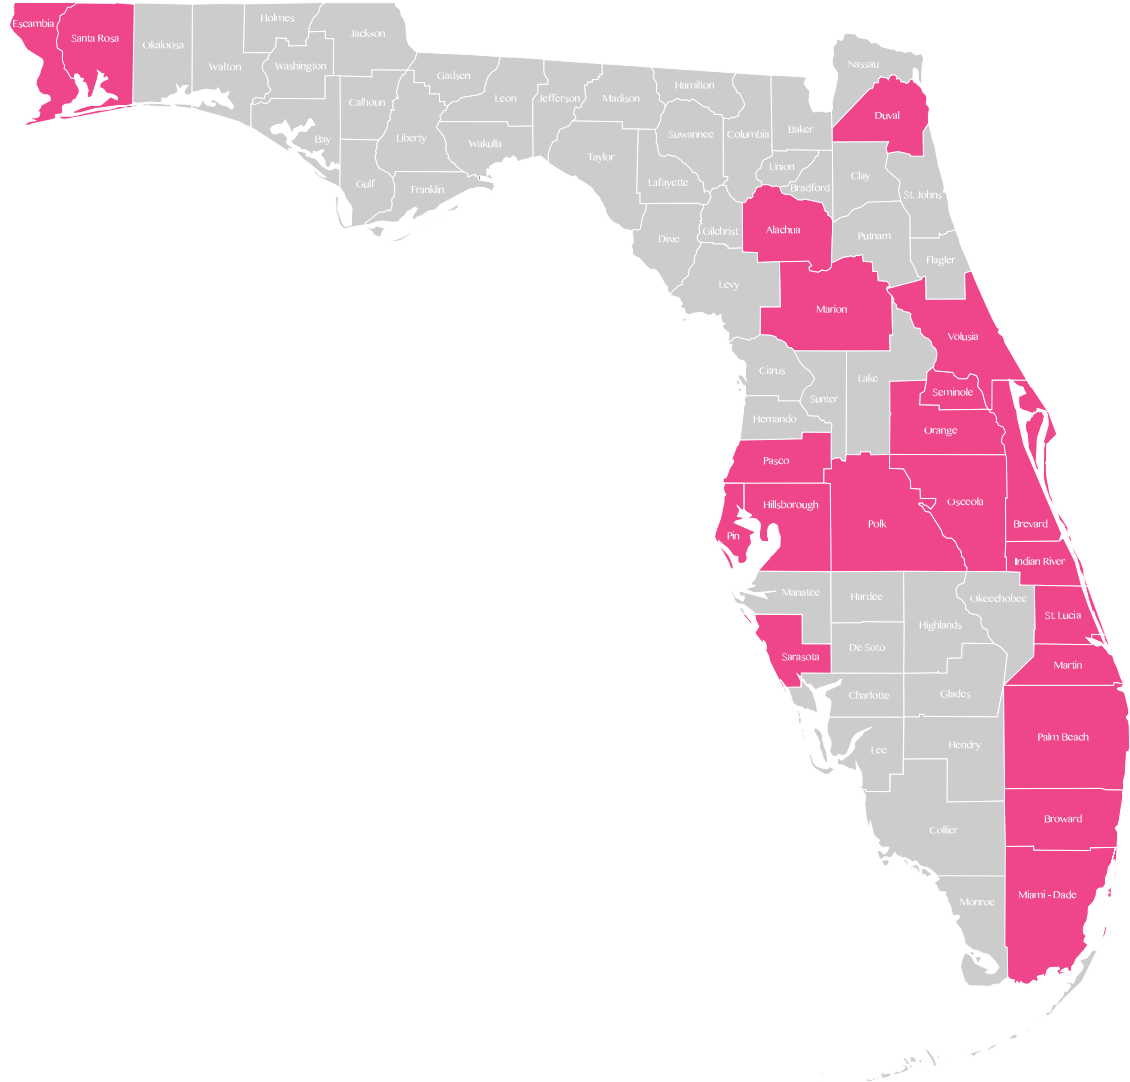 Escambia
Santa Rosa
Okaloosa
Holmes
Jackson
Walton
Washington
Calhoun
Bay
Gulf
Liberty
Gadsen
Leon
Wakulla
Franklin
Jefferson
Madison
Taylor
Hamilton
Suwannee
Lafayette
Columbia
Baker
Union
Bradford
Nassau
Duval
Clay
St. Johns
Dixie
Gilchrist
Alachua
Putnam
Flagler
Levy
Marion
Volusia
Citrus
Sunter
Lake
Hernando
Seminole
Orange
Pasco
Pin
Hillsborough
Polk
Osceola
Brevard
Indian River
Manatee
Hardee
Highlands
Okeechobee
St. Lucia
Sarasota
De Soto
Martin
Charlotte
Glades
Lee
Hendry
Palm Beach
Collier
Broward
Monroe
Miami - Dade